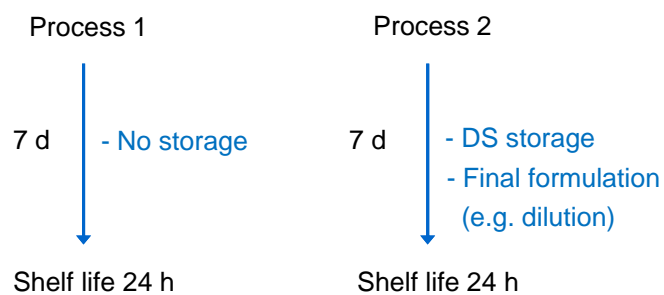 Process 1
7 d
- No storage
Shelf life 24 h
Process 2
7 d
- DS storage
- Final formulation
(e.g. dilution)
Shelf life 24 h